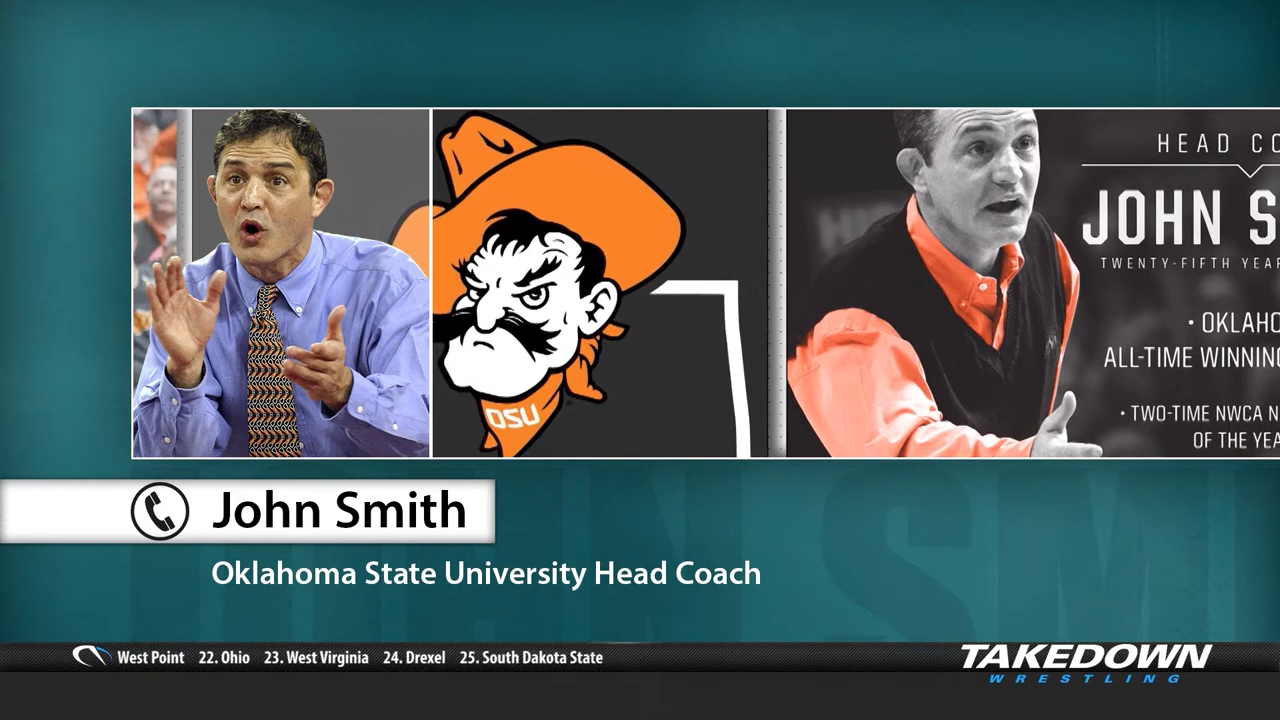 HEAD CO
JOHN S
TWENTY-FIFTH YEAR
• OKLAHO
ALL-TIME WINNING
• TWO-TIME NWCA N
OF THE YEA
OSU
John Smith
Oklahoma State University Head Coach
West Point 22. Ohio 23. West Virginia 24. Drexel 25. South Dakota State
TAKEDOWN
WRESTLING